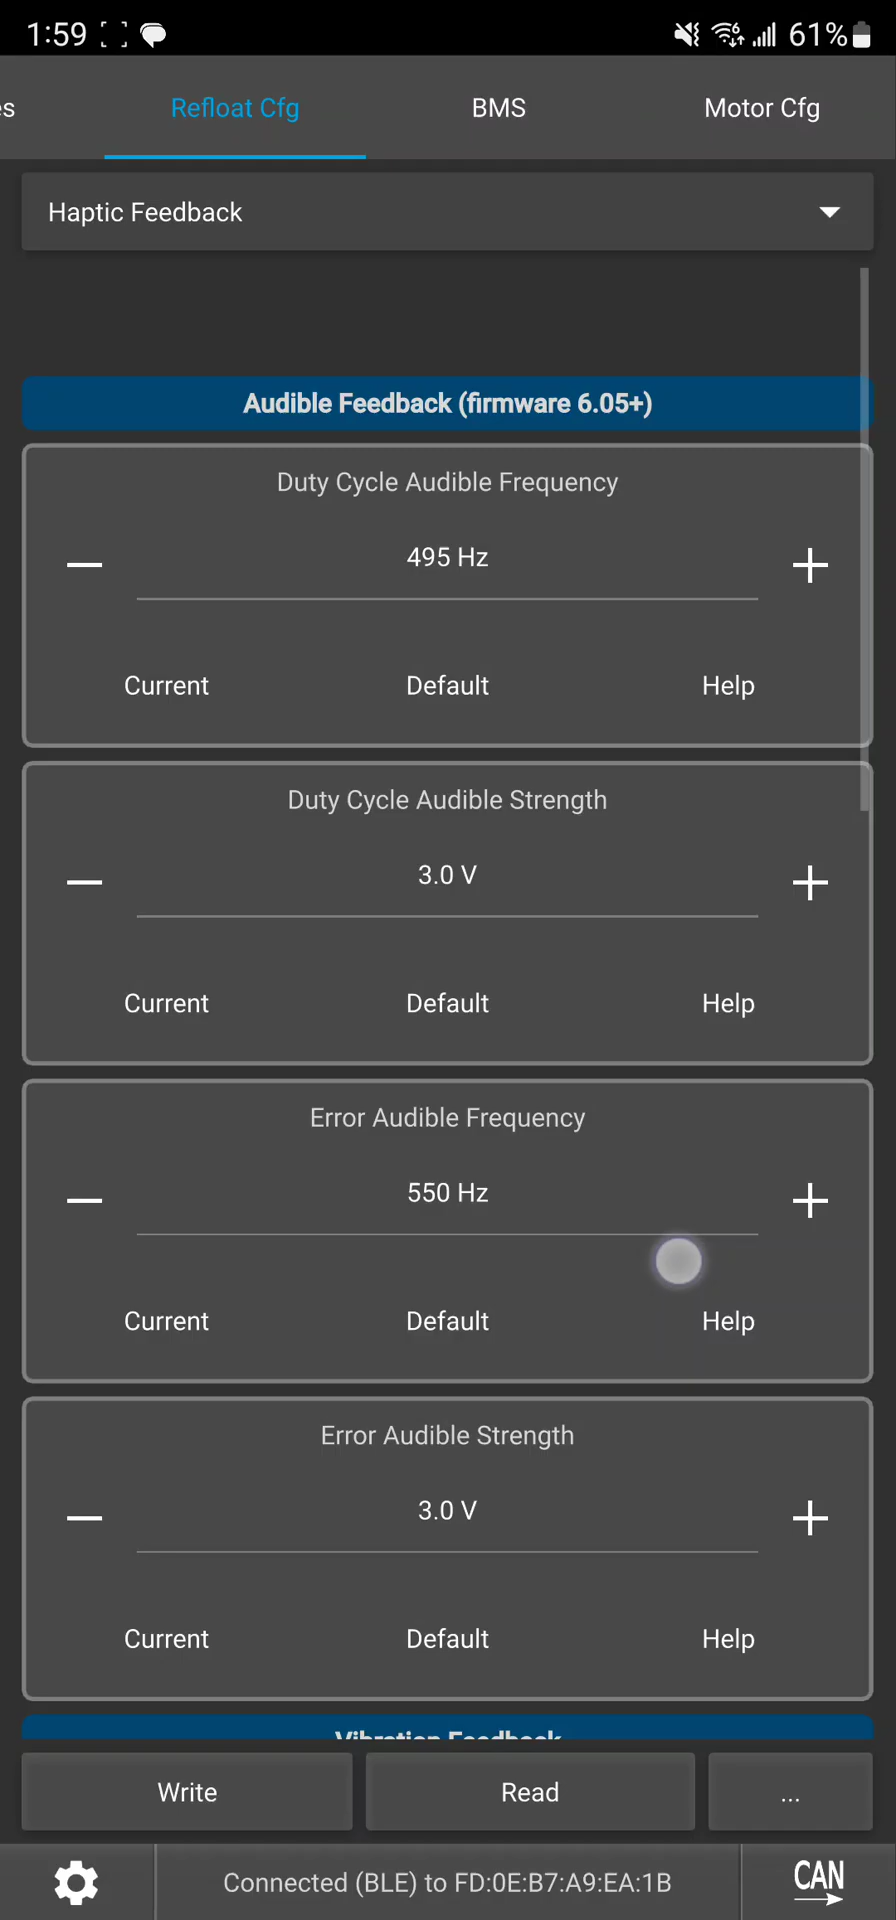 1:59 61%
es Refloat Cfg BMS Motor Cfg
Haptic Feedback
Audible Feedback (firmware 6.05+)
Duty Cycle Audible Frequency
495 Hz
Current Default Help
Duty Cycle Audible Strength
3.0 V
Current Default Help
Error Audible Frequency
550 Hz
Current Default Help
Error Audible Strength
3.0 V
Current Default Help
Vibration Feedback
Write Read ...
Connected (BLE) to FD:0E:B7:A9:EA:1B CAN